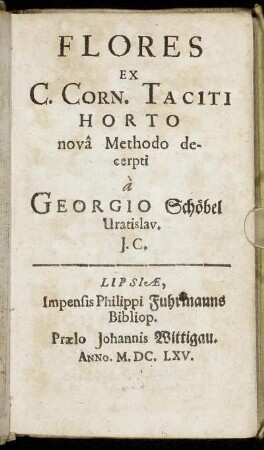 FLORES
EX
C. CORN. TACITI
HORTO
novâ Methodo de-
cerpti
à
GEORGIO Schöbel
Uratislav.
J. C.
LIPSIÆ,
Impenſis Philippi Fuhrmanns
Bibliop.
Prælo Johannis Wittigau.
ANNO. M. DC. LXV.